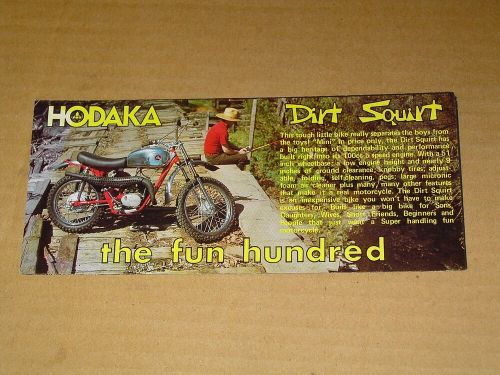 HODAKA
Dirt Squirt
This tough little bike really separates the boys from
the toys! "Mini" in price only, the Dirt Squirt has
a big heritage of dependability and performance
built right into its 100cc 5 speed engine. With a 51
inch wheelbase; a low engine height and nearly 9
inches of ground clearance; knobby tires; adjust-
able folding, self-cleaning, pegs; large micronic
foam air cleaner plus many, many other features
that make it a real motorcycle. The Dirt Squirt
is an inexpensive bike you won't have to make
excuses for. Built like a big bike for Sons,
Daughters, Wives, Short Friends, Beginners and
people that just want a Super handling fun
motorcycle.
the fun hundred